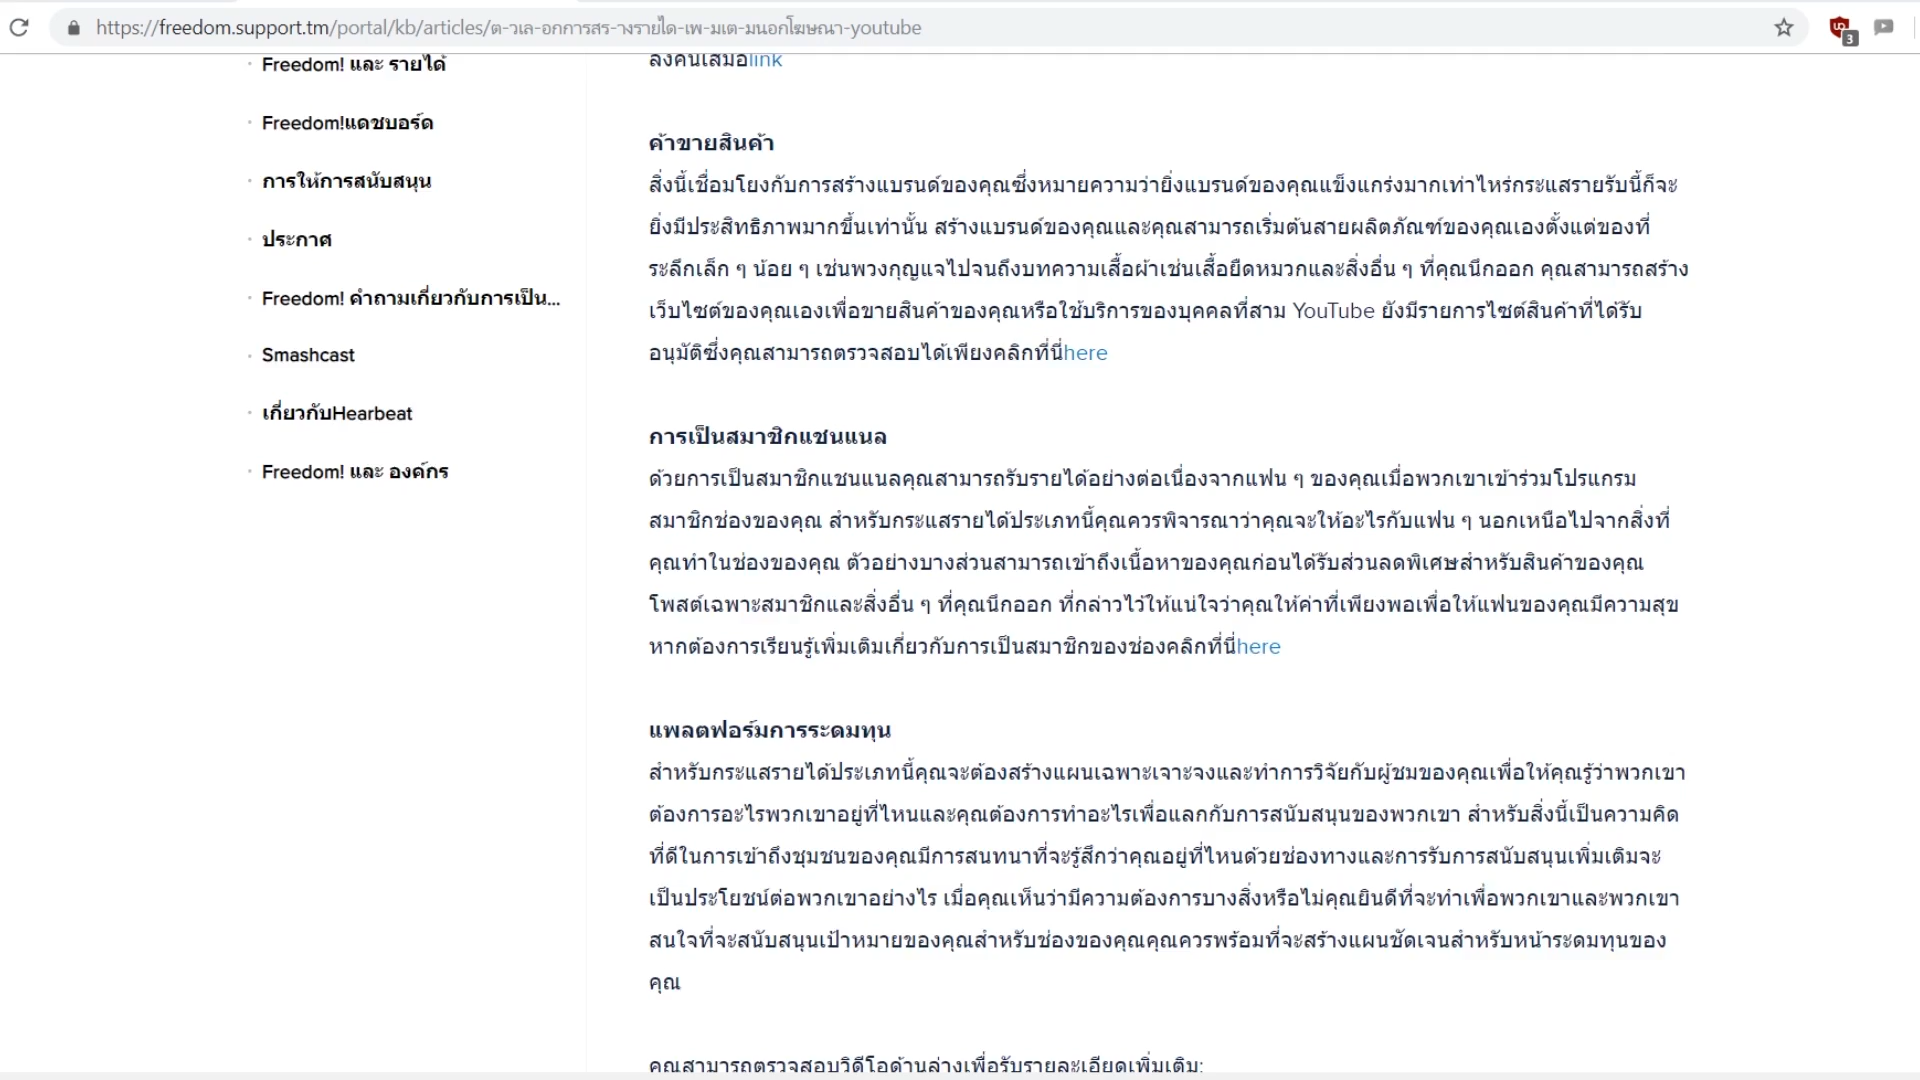 https://freedom.support.tm/portal/kb/articles/ต-วเล-อกการสร-างรายได-เพ-มเต-มนอกโฆษณา-youtube
3
Freedom! และ รายได้
Freedom!แดชบอร์ด
การให้การสนับสนุน
ประกาศ
Freedom! คำถามเกี่ยวกับการเป็น...
Smashcast
เกี่ยวกับHearbeat
Freedom! และ องค์กร
ลงคนเสมอlink
ค้าขายสินค้า
สิ่งนี้เชื่อมโยงกับการสร้างแบรนด์ของคุณซึ่งหมายความว่ายิ่งแบรนด์ของคุณแข็งแกร่งมากเท่าไหร่กระแสรายรับนี้ก็จะ
ยิ่งมีประสิทธิภาพมากขึ้นเท่านั้น สร้างแบรนด์ของคุณและคุณสามารถเริ่มต้นสายผลิตภัณฑ์ของคุณเองตั้งแต่ของที่
ระลึกเล็ก ๆ น้อย ๆ เช่นพวงกุญแจไปจนถึงบทความเสื้อผ้าเช่นเสื้อยืดหมวกและสิ่งอื่น ๆ ที่คุณนึกออก คุณสามารถสร้าง
เว็บไซต์ของคุณเองเพื่อขายสินค้าของคุณหรือใช้บริการของบุคคลที่สาม YouTube ยังมีรายการไซต์สินค้าที่ได้รับ
อนุมัติซึ่งคุณสามารถตรวจสอบได้เพียงคลิกที่นี่here
การเป็นสมาชิกแชนแนล
ด้วยการเป็นสมาชิกแชนแนลคุณสามารถรับรายได้อย่างต่อเนื่องจากแฟน ๆ ของคุณเมื่อพวกเขาเข้าร่วมโปรแกรม
สมาชิกช่องของคุณ สำหรับกระแสรายได้ประเภทนี้คุณควรพิจารณาว่าคุณจะให้อะไรกับแฟน ๆ นอกเหนือไปจากสิ่งที่
คุณทำในช่องของคุณ ตัวอย่างบางส่วนสามารถเข้าถึงเนื้อหาของคุณก่อนได้รับส่วนลดพิเศษสำหรับสินค้าของคุณ
โพสต์เฉพาะสมาชิกและสิ่งอื่น ๆ ที่คุณนึกออก ที่กล่าวไว้ให้แน่ใจว่าคุณให้ค่าที่เพียงพอเพื่อให้แฟนของคุณมีความสุข
หากต้องการเรียนรู้เพิ่มเติมเกี่ยวกับการเป็นสมาชิกของช่องคลิกที่นี่here
แพลตฟอร์มการระดมทุน
สำหรับกระแสรายได้ประเภทนี้คุณจะต้องสร้างแผนเฉพาะเจาะจงและทำการวิจัยกับผู้ชมของคุณเพื่อให้คุณรู้ว่าพวกเขา
ต้องการอะไรพวกเขาอยู่ที่ไหนและคุณต้องการทำอะไรเพื่อแลกกับการสนับสนุนของพวกเขา สำหรับสิ่งนี้เป็นความคิด
ที่ดีในการเข้าถึงชุมชนของคุณมีการสนทนาที่จะรู้สึกว่าคุณอยู่ที่ไหนด้วยช่องทางและการรับการสนับสนุนเพิ่มเติมจะ
เป็นประโยชน์ต่อพวกเขาอย่างไร เมื่อคุณเห็นว่ามีความต้องการบางสิ่งหรือไม่คุณยินดีที่จะทำเพื่อพวกเขาและพวกเขา
สนใจที่จะสนับสนุนเป้าหมายของคุณสำหรับช่องของคุณคุณควรพร้อมที่จะสร้างแผนชัดเจนสำหรับหน้าระดมทุนของ
คุณ
คุณสามารถตรวจสอบวิดีโอด้านล่างเพื่อรับรายละเอียดเพิ่มเติม: